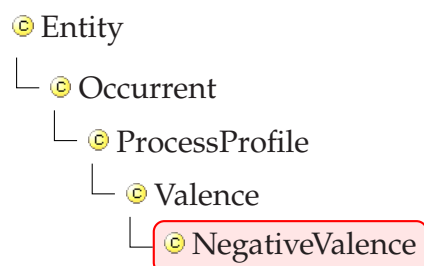 Entity
Occurrent
ProcessProfile
Valence
NegativeValence